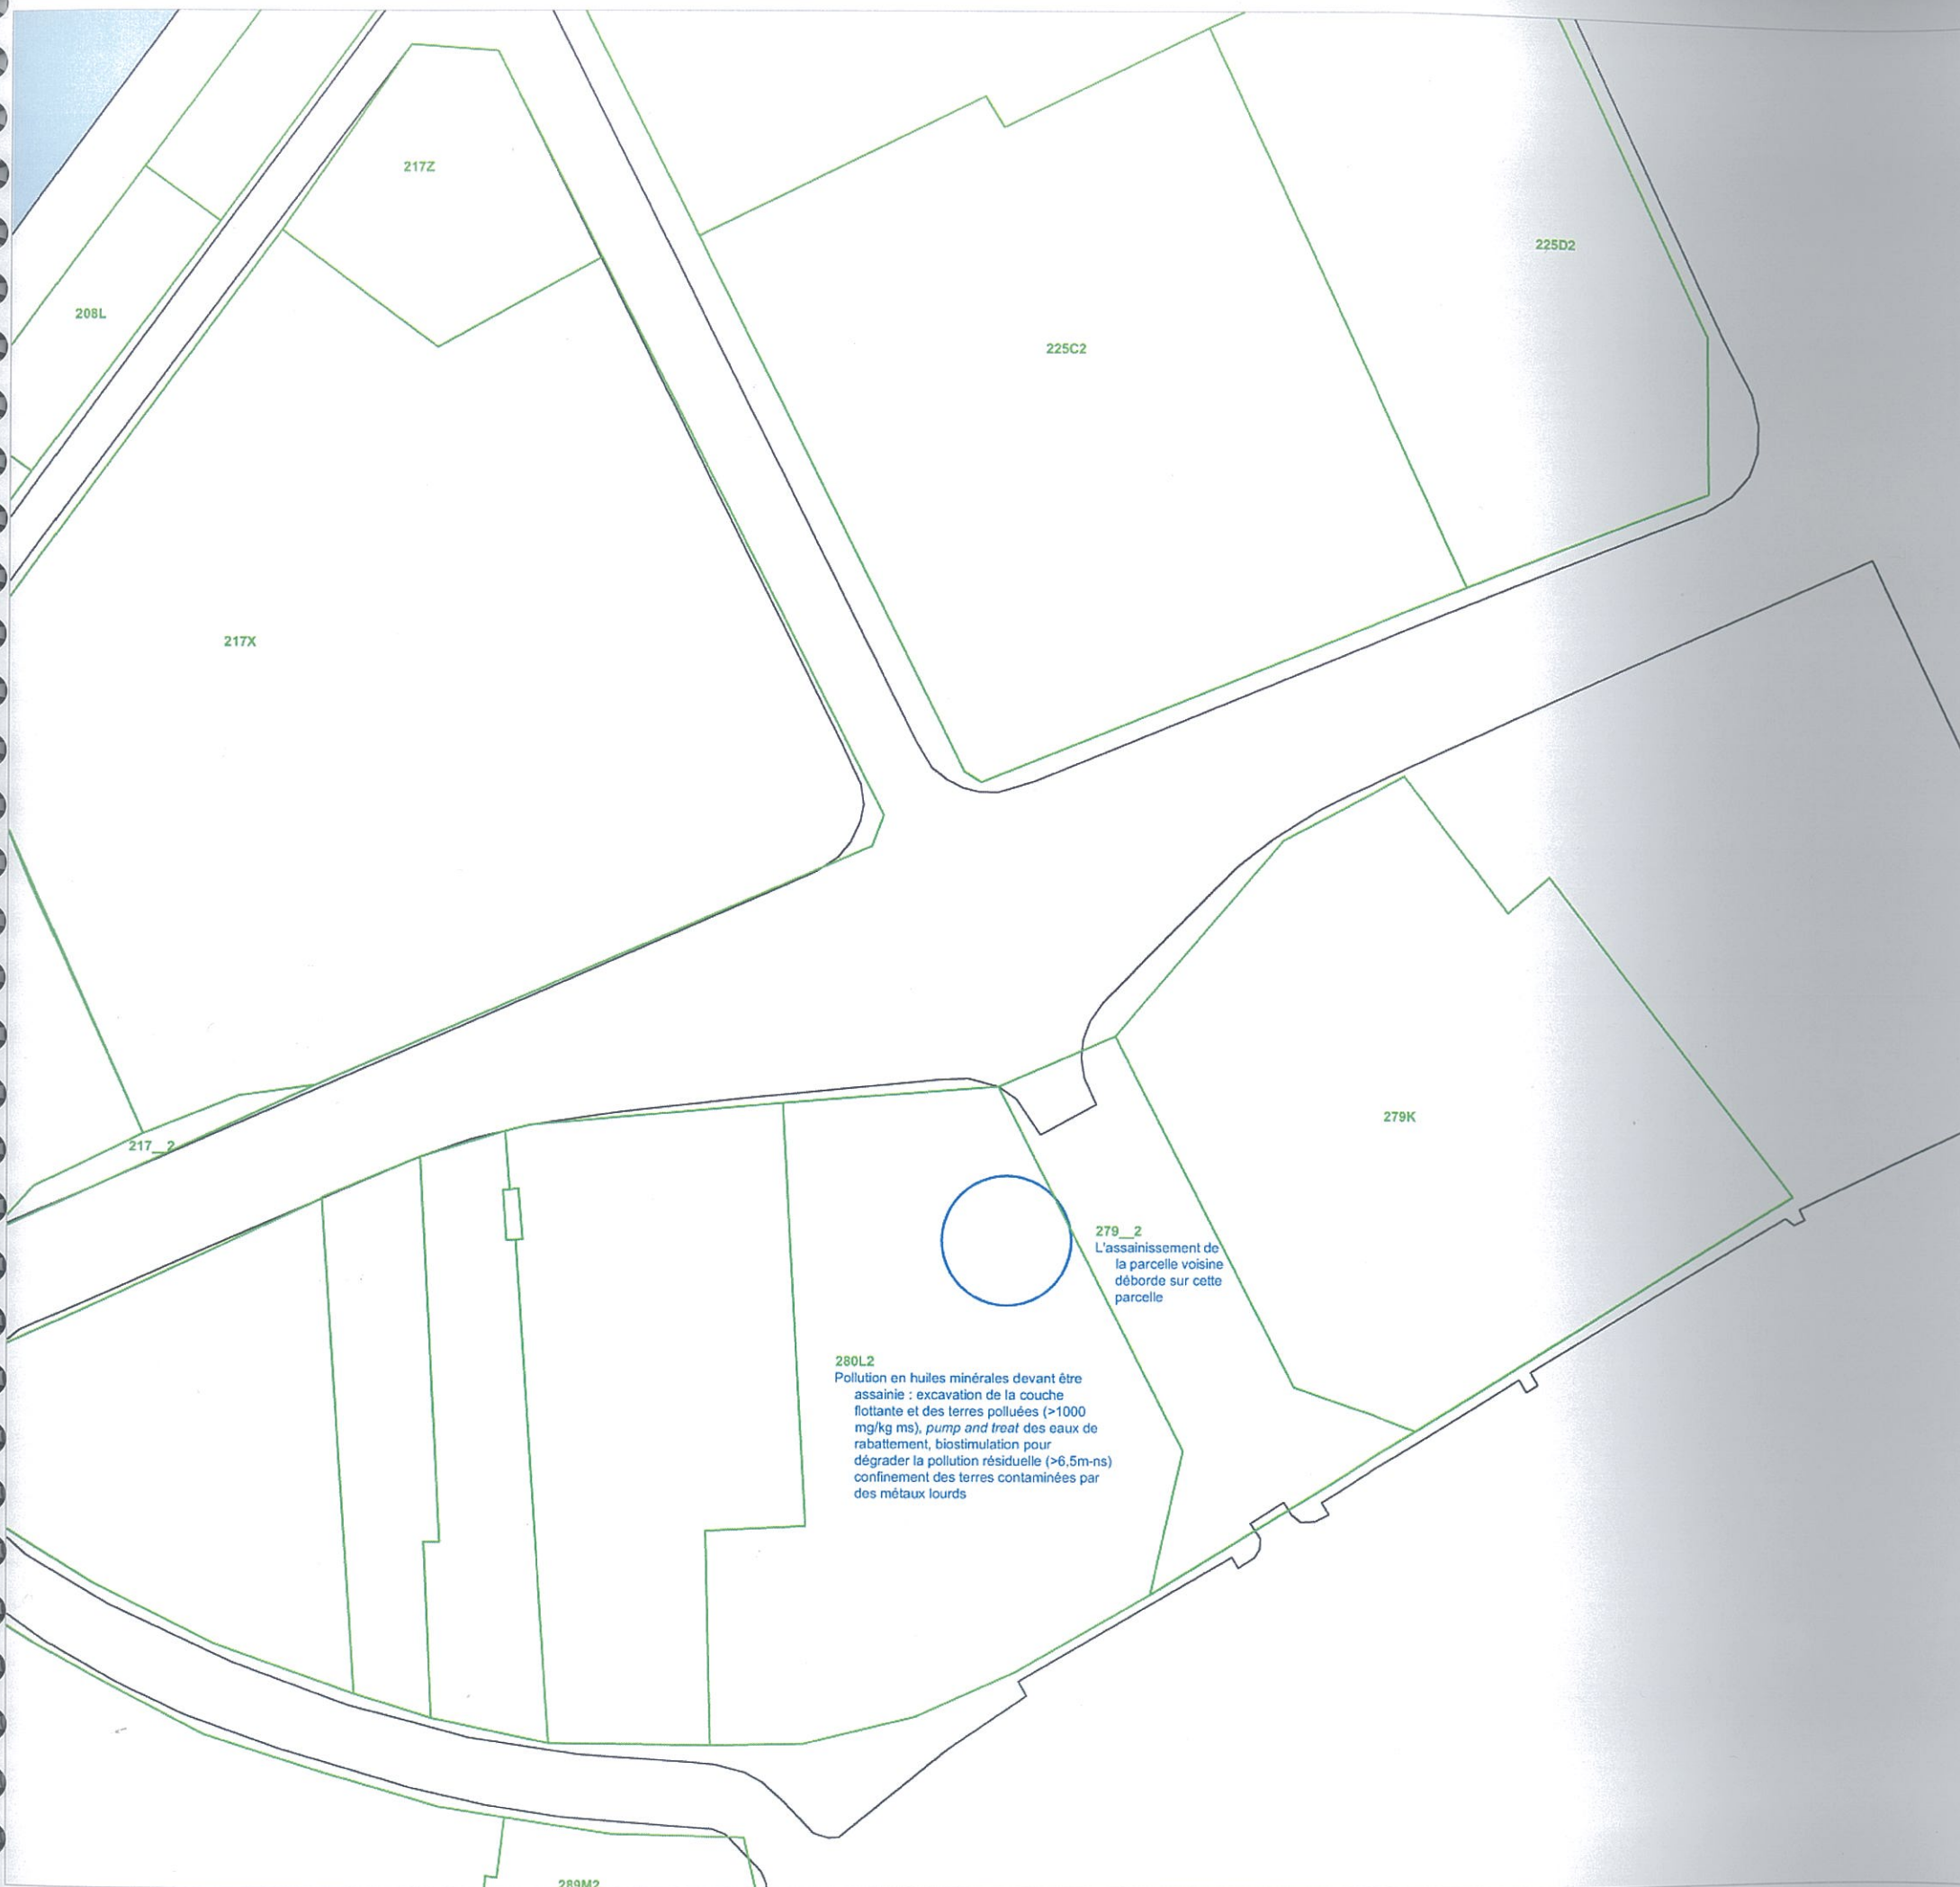 217Z
225D2
208L
225C2
217X
279K
217__2
279__2
L'assainissement de
la parcelle voisine
déborde sur cette
parcelle
280L2
Pollution en huiles minérales devant être
assainie : excavation de la couche
flottante et des terres polluées (>1000
mg/kg ms), pump and treat des eaux de
rabattement, biostimulation pour
dégrader la pollution résiduelle (>6,5m-ns)
confinement des terres contaminées par
des métaux lourds
289M2